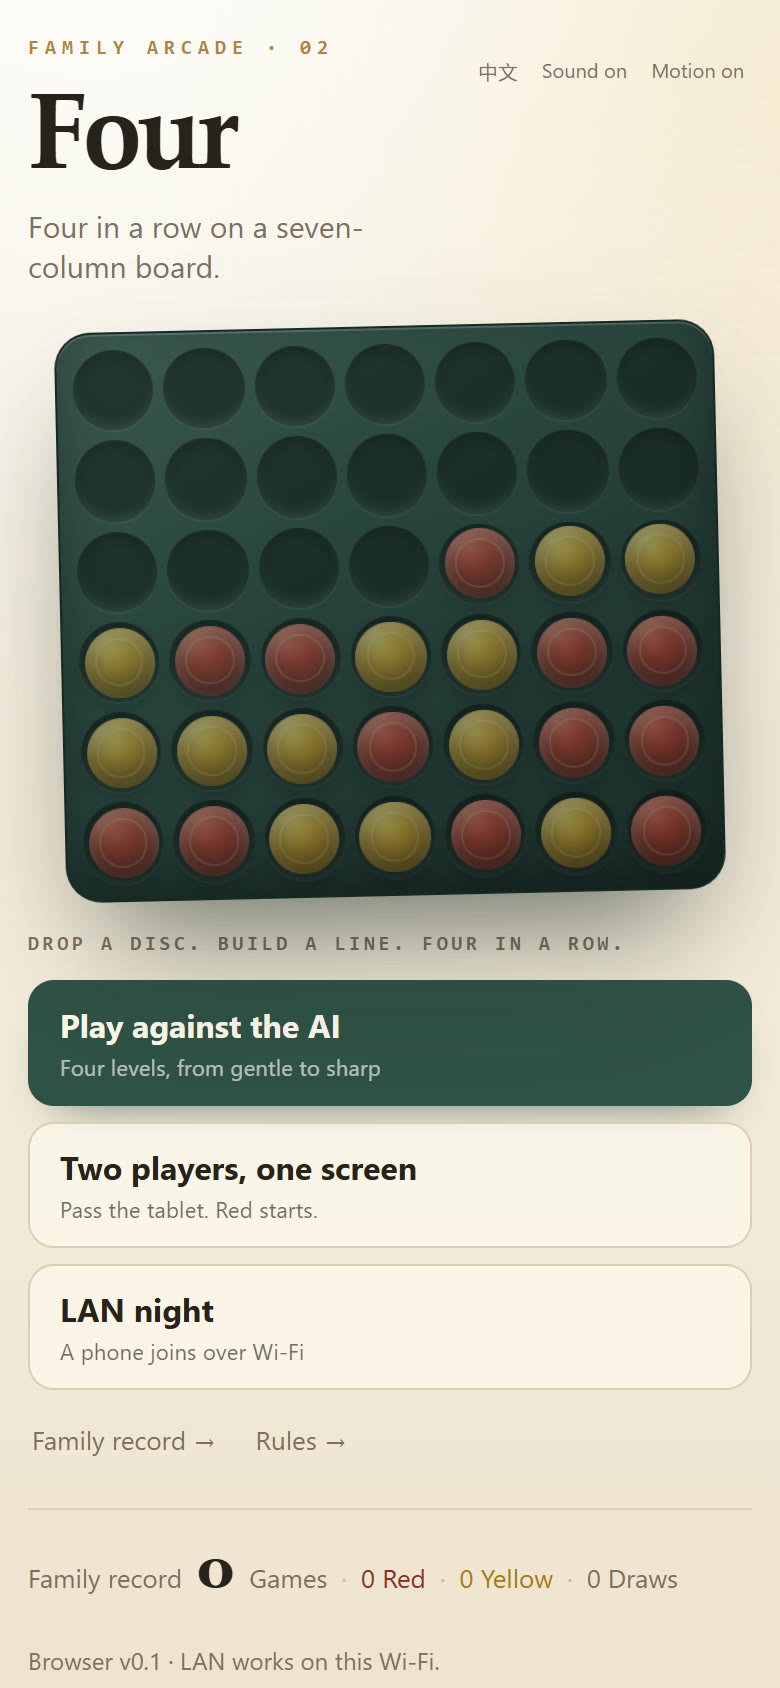 FAMILY ARCADE · 02
中文 Sound on Motion on
Four
Four in a row on a seven-
column board.
DROP A DISC. BUILD A LINE. FOUR IN A ROW.
Play against the AI
Four levels, from gentle to sharp
Two players, one screen
Pass the tablet. Red starts.
LAN night
A phone joins over Wi-Fi
Family record → Rules →
Family record 0 Games · 0 Red · 0 Yellow · 0 Draws
Browser v0.1 · LAN works on this Wi-Fi.